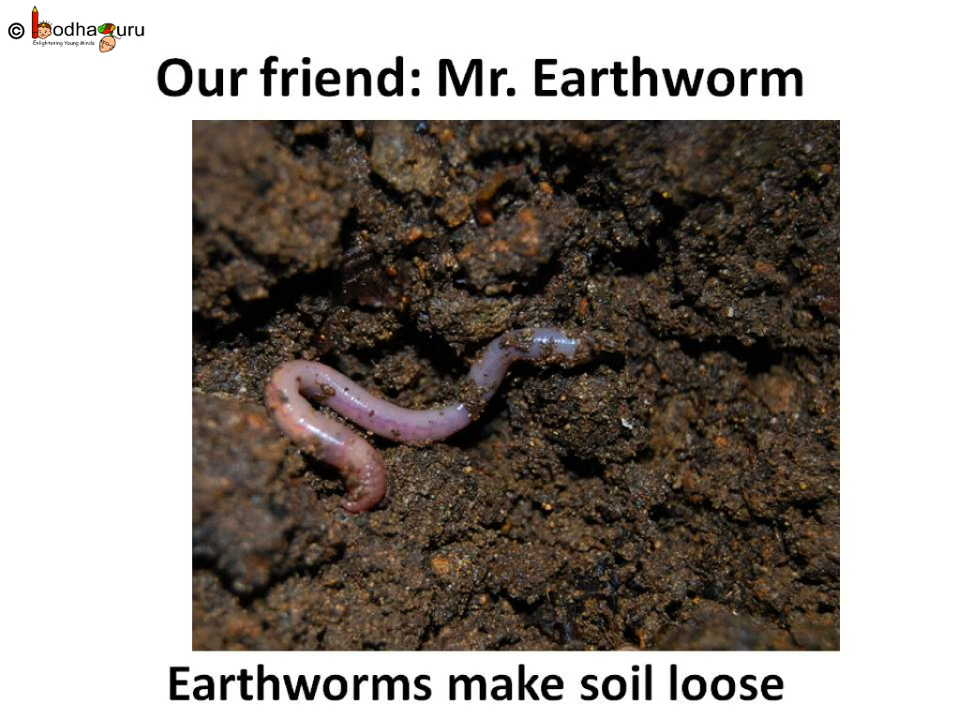 © BodhaGuru
Enlightening Young Minds
Our friend: Mr. Earthworm
Earthworms make soil loose